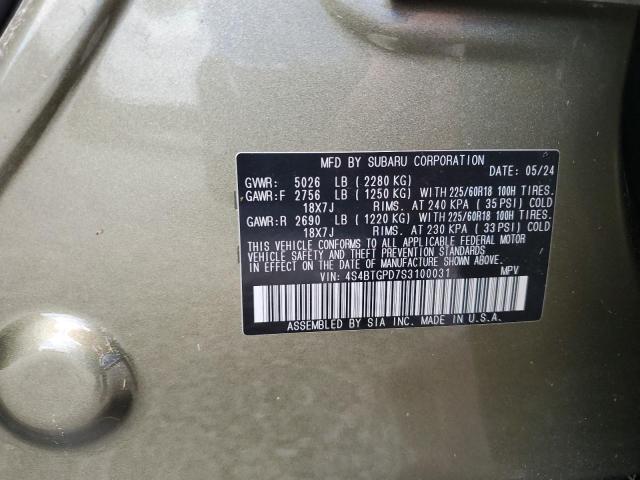 MFD BY SUBARU CORPORATION
DATE: 05/24
GVWR: 5026 LB ( 2280 KG)
GAWR:F 2756 LB ( 1250 KG) WITH 225/60R18 100H TIRES.
18X7J RIMS. AT 240 KPA ( 35 PSI) COLD
GAWR:R 2690 LB ( 1220 KG) WITH 225/60R18 100H TIRES.
18X7J RIMS. AT 230 KPA ( 33 PSI) COLD
THIS VEHICLE CONFORMS TO ALL APPLICABLE FEDERAL MOTOR
VEHICLE SAFETY AND THEFT PREVENTION STANDARDS
IN EFFECT ON THE DATE OF MANUFACTURE SHOWN ABOVE.
VIN: 4S4BTGPD7S3100031 MPV
ASSEMBLED BY SIA INC. MADE IN U.S.A.